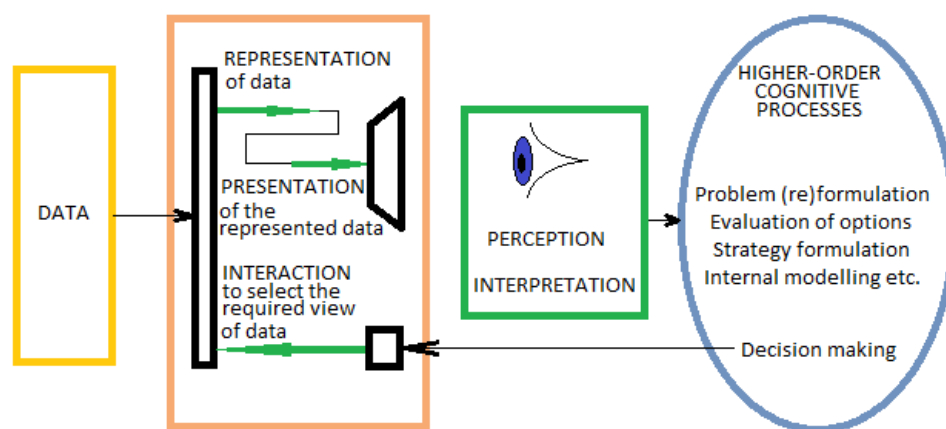 DATA
REPRESENTATION
of data
PRESENTATION
of the
represented data
INTERACTION
to select the
required view
of data
PERCEPTION
INTERPRETATION
HIGHER-ORDER
COGNITIVE
PROCESSES
Problem (re)formulation
Evaluation of options
Strategy formulation
Internal modelling etc.
Decision making